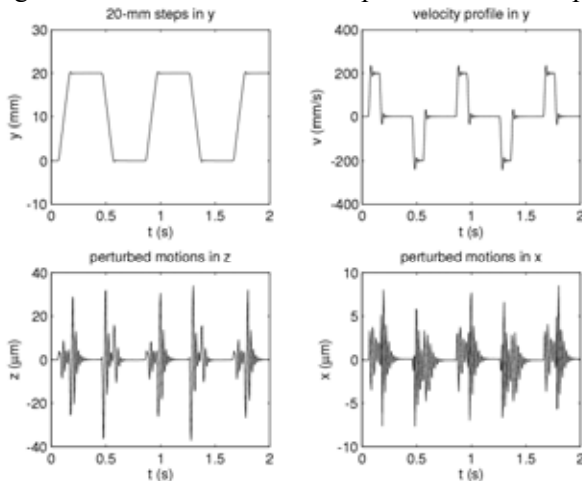 20-mm steps in y
30
20
10
0
-10
y (mm)
0 0.5 1 1.5 2
t (s)
velocity profile in y
400
200
0
-200
-400
v (mm/s)
0 0.5 1 1.5 2
t (s)
perturbed motions in z
40
20
0
-20
-40
z (μm)
0 0.5 1 1.5 2
t (s)
perturbed motions in x
10
5
0
-5
-10
x (μm)
0 0.5 1 1.5 2
t (s)